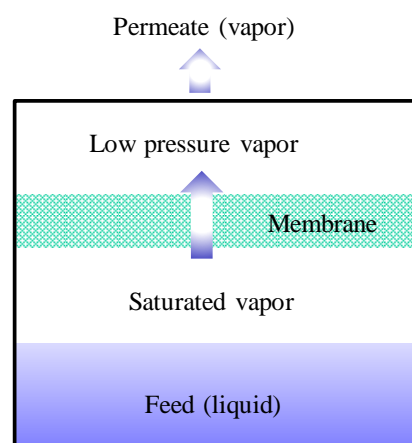 Permeate (vapor)
Low pressure vapor
Membrane
Saturated vapor
Feed (liquid)